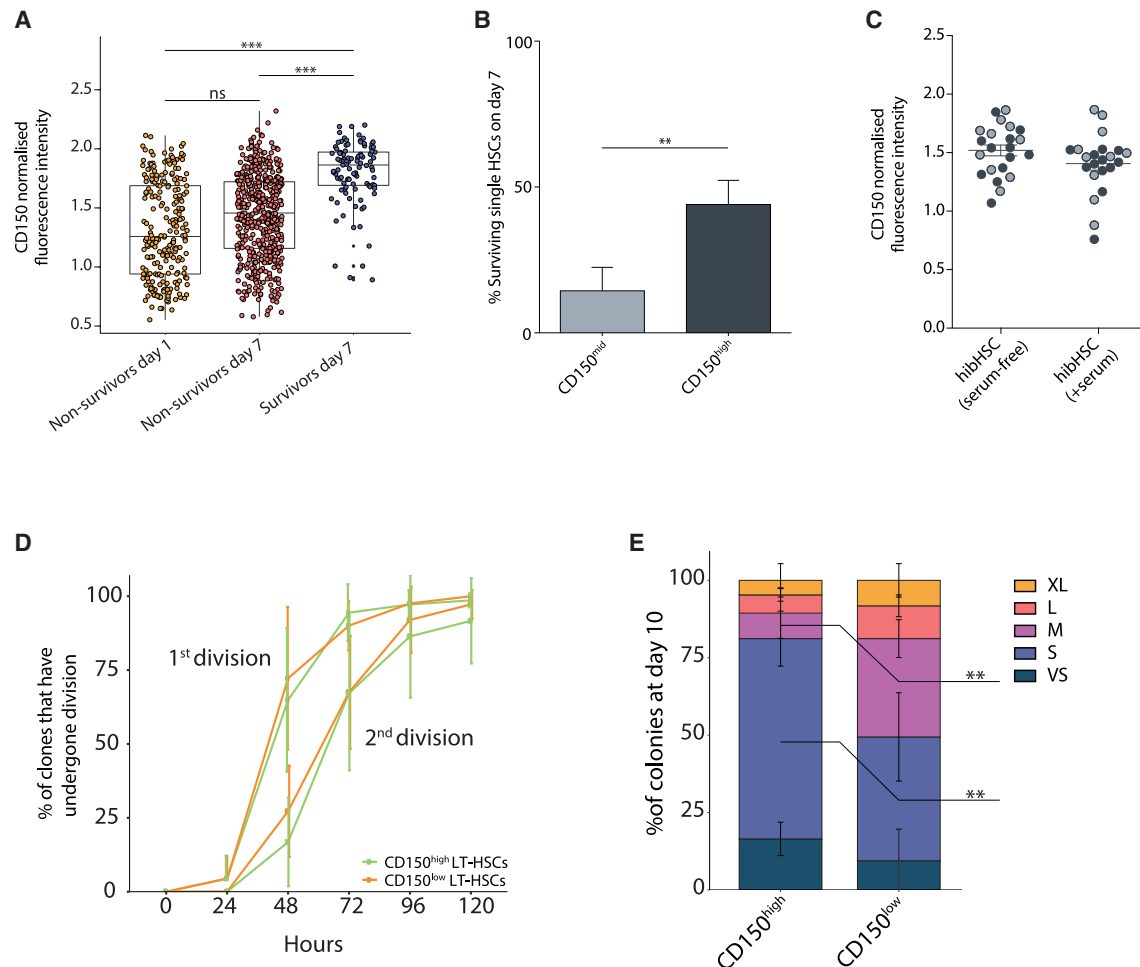 A
CD150 normalised
fluorescence intensity
2.5
2.0
1.5
1.0
0.5
***
***
ns
Non-survivors day 1
Non-survivors day 7
Survivors day 7
B
% Surviving single HSCs on day 7
100
50
0
**
CD150mid
CD150high
C
CD150 normalised
fluorescence intensity
2.5
2.0
1.5
1.0
0.5
0.0
hibHSC
(serum-free)
hibHSC
(+serum)
D
% of clones that have
undergone division
100
75
50
25
0
1st division
2nd division
CD150high LT-HSCs
CD150low LT-HSCs
0 24 48 72 96 120
Hours
E
%of colonies at day 10
100
75
50
25
0
**
**
XL
L
M
S
VS
CD150high
CD150low